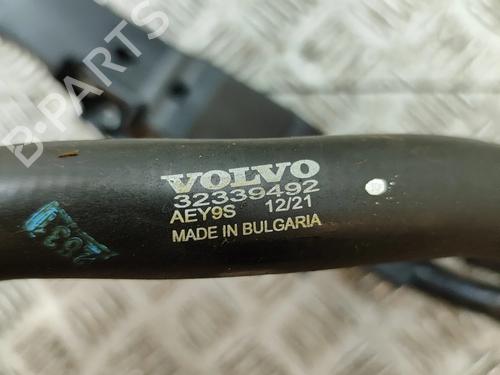 B-PARTS
VOLVO
32339492
AEY9S 12/21
MADE IN BULGARIA